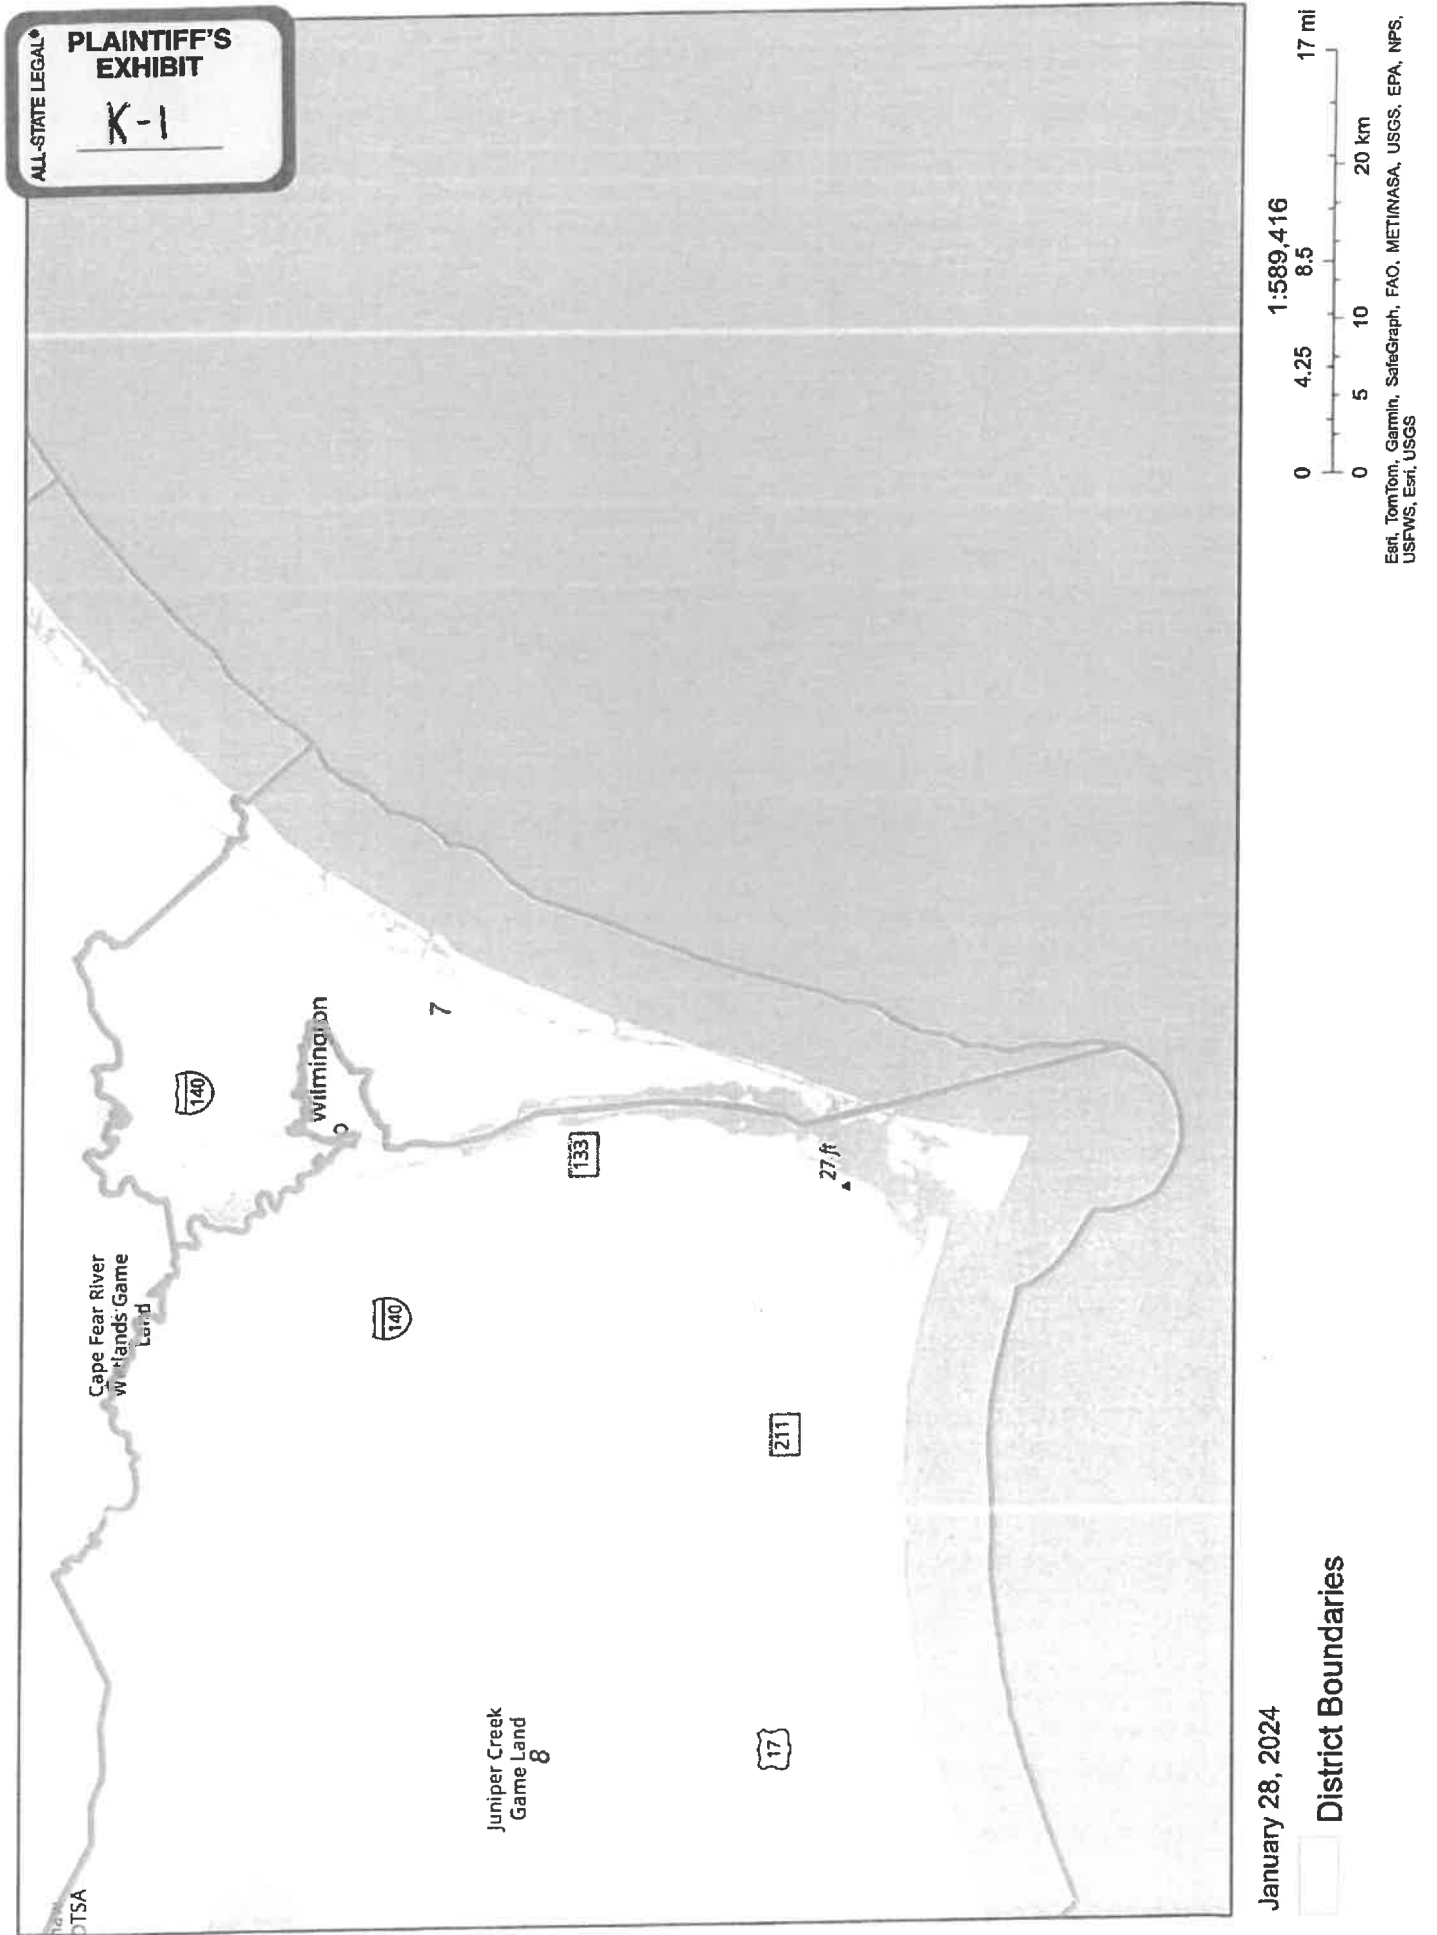 ALL-STATE LEGAL®
PLAINTIFF'S
EXHIBIT
K-1
Cape Fear River
Wetlands Game
Land
140
Wilmington
7
140
133
27 ft
211
Juniper Creek
Game Land
8
17
OTSA
January 28, 2024
District Boundaries
1:589,416
0 4.25 8.5 17 mi
0 5 10 20 km
Esri, TomTom, Garmin, SafeGraph, FAO, METI/NASA, USGS, EPA, NPS,
USFWS, Esri, USGS